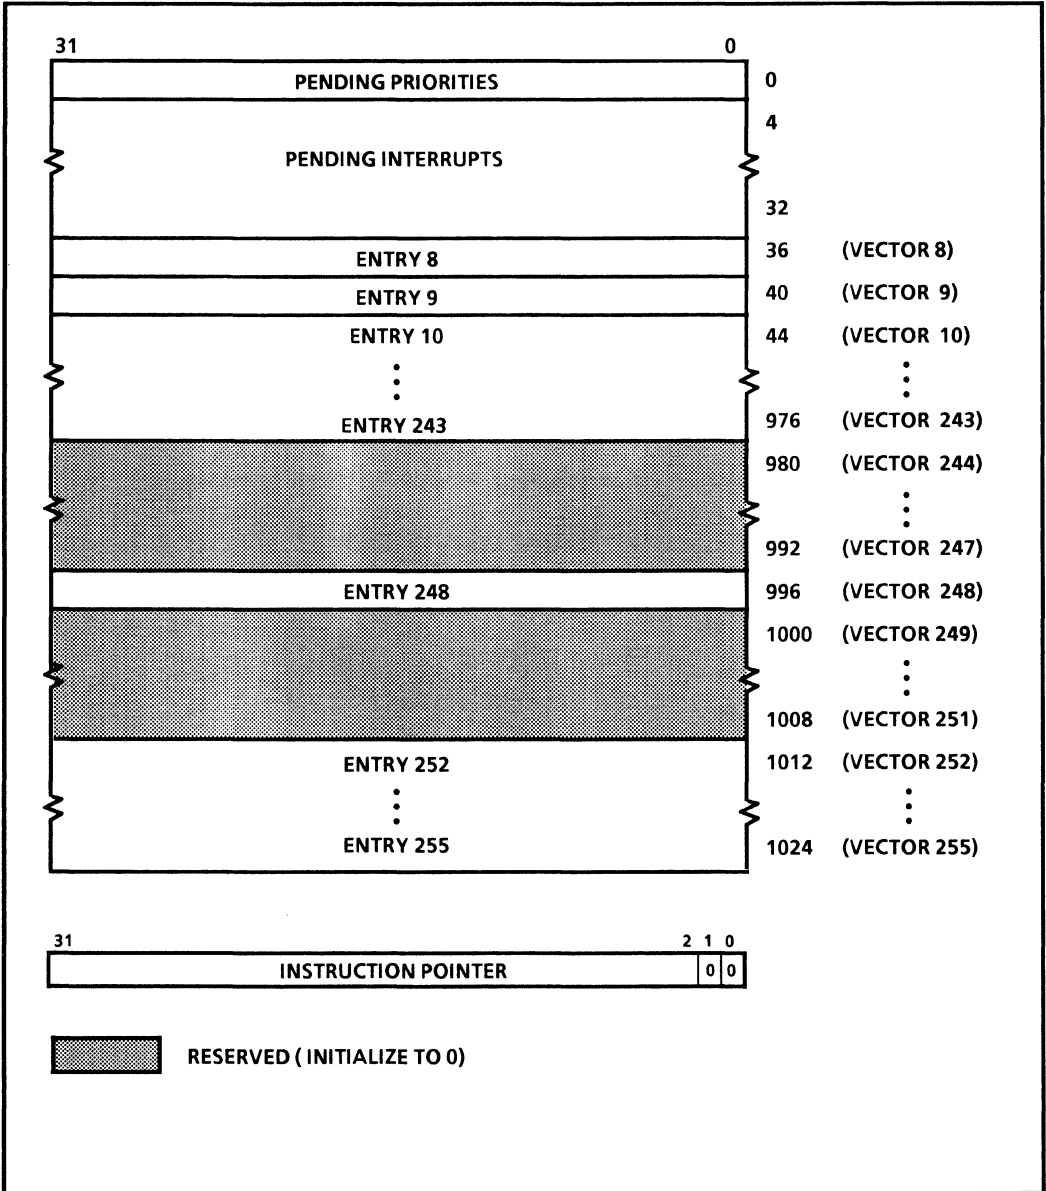 31 0
PENDING PRIORITIES 0
4
PENDING INTERRUPTS
32
ENTRY 8 36 (VECTOR 8)
ENTRY 9 40 (VECTOR 9)
ENTRY 10 44 (VECTOR 10)
ENTRY 243 976 (VECTOR 243)
980 (VECTOR 244)
992 (VECTOR 247)
ENTRY 248 996 (VECTOR 248)
1000 (VECTOR 249)
1008 (VECTOR 251)
ENTRY 252 1012 (VECTOR 252)
ENTRY 255 1024 (VECTOR 255)
31 2 1 0
INSTRUCTION POINTER 0 0
RESERVED ( INITIALIZE TO 0)